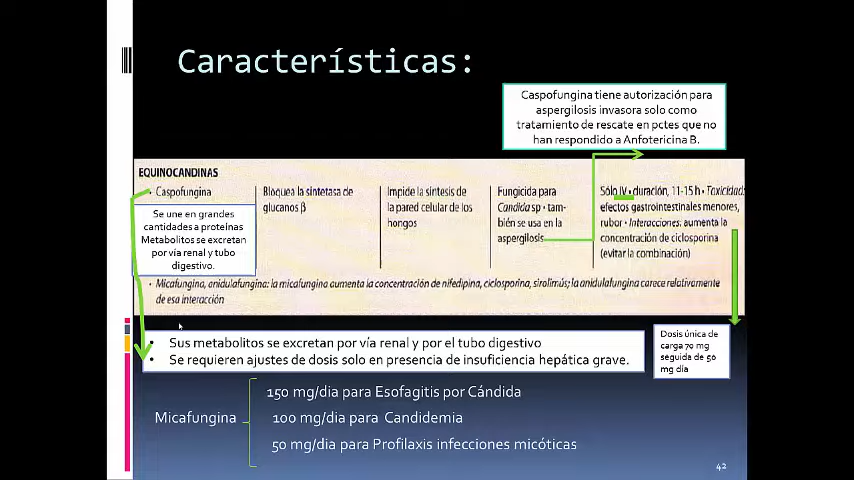 Características:
Caspofungina tiene autorización para
aspergilosis invasora solo como
tratamiento de rescate en pctes que no
han respondido a Anfotericina B.
EQUINOCANDINAS
• Caspofungina
Bloquea la sintetasa de
glucanos β
Impide la síntesis de
la pared celular de los
hongos
Fungicida para
Candida sp • tam-
bién se usa en la
aspergilosis
Sólo IV • duración, 11-15 h • Toxicidad:
efectos gastrointestinales menores,
rubor • Interacciones: aumenta la
concentración de ciclosporina
(evitar la combinación)
Se une en grandes
cantidades a proteínas
Metabolitos se excretan
por vía renal y tubo
digestivo.
• Micafungina, anidulafungina: la micafungina aumenta la concentración de nifedipina, ciclosporina, sirolimús; la anidulafungina carece relativamente
de esa interacción
• Sus metabolitos se excretan por vía renal y por el tubo digestivo
• Se requieren ajustes de dosis solo en presencia de insuficiencia hepática grave.
Dosis única de
carga 70 mg
seguida de 50
mg día
Micafungina
150 mg/dia para Esofagitis por Cándida
100 mg/dia para Candidemia
50 mg/dia para Profilaxis infecciones micóticas
42